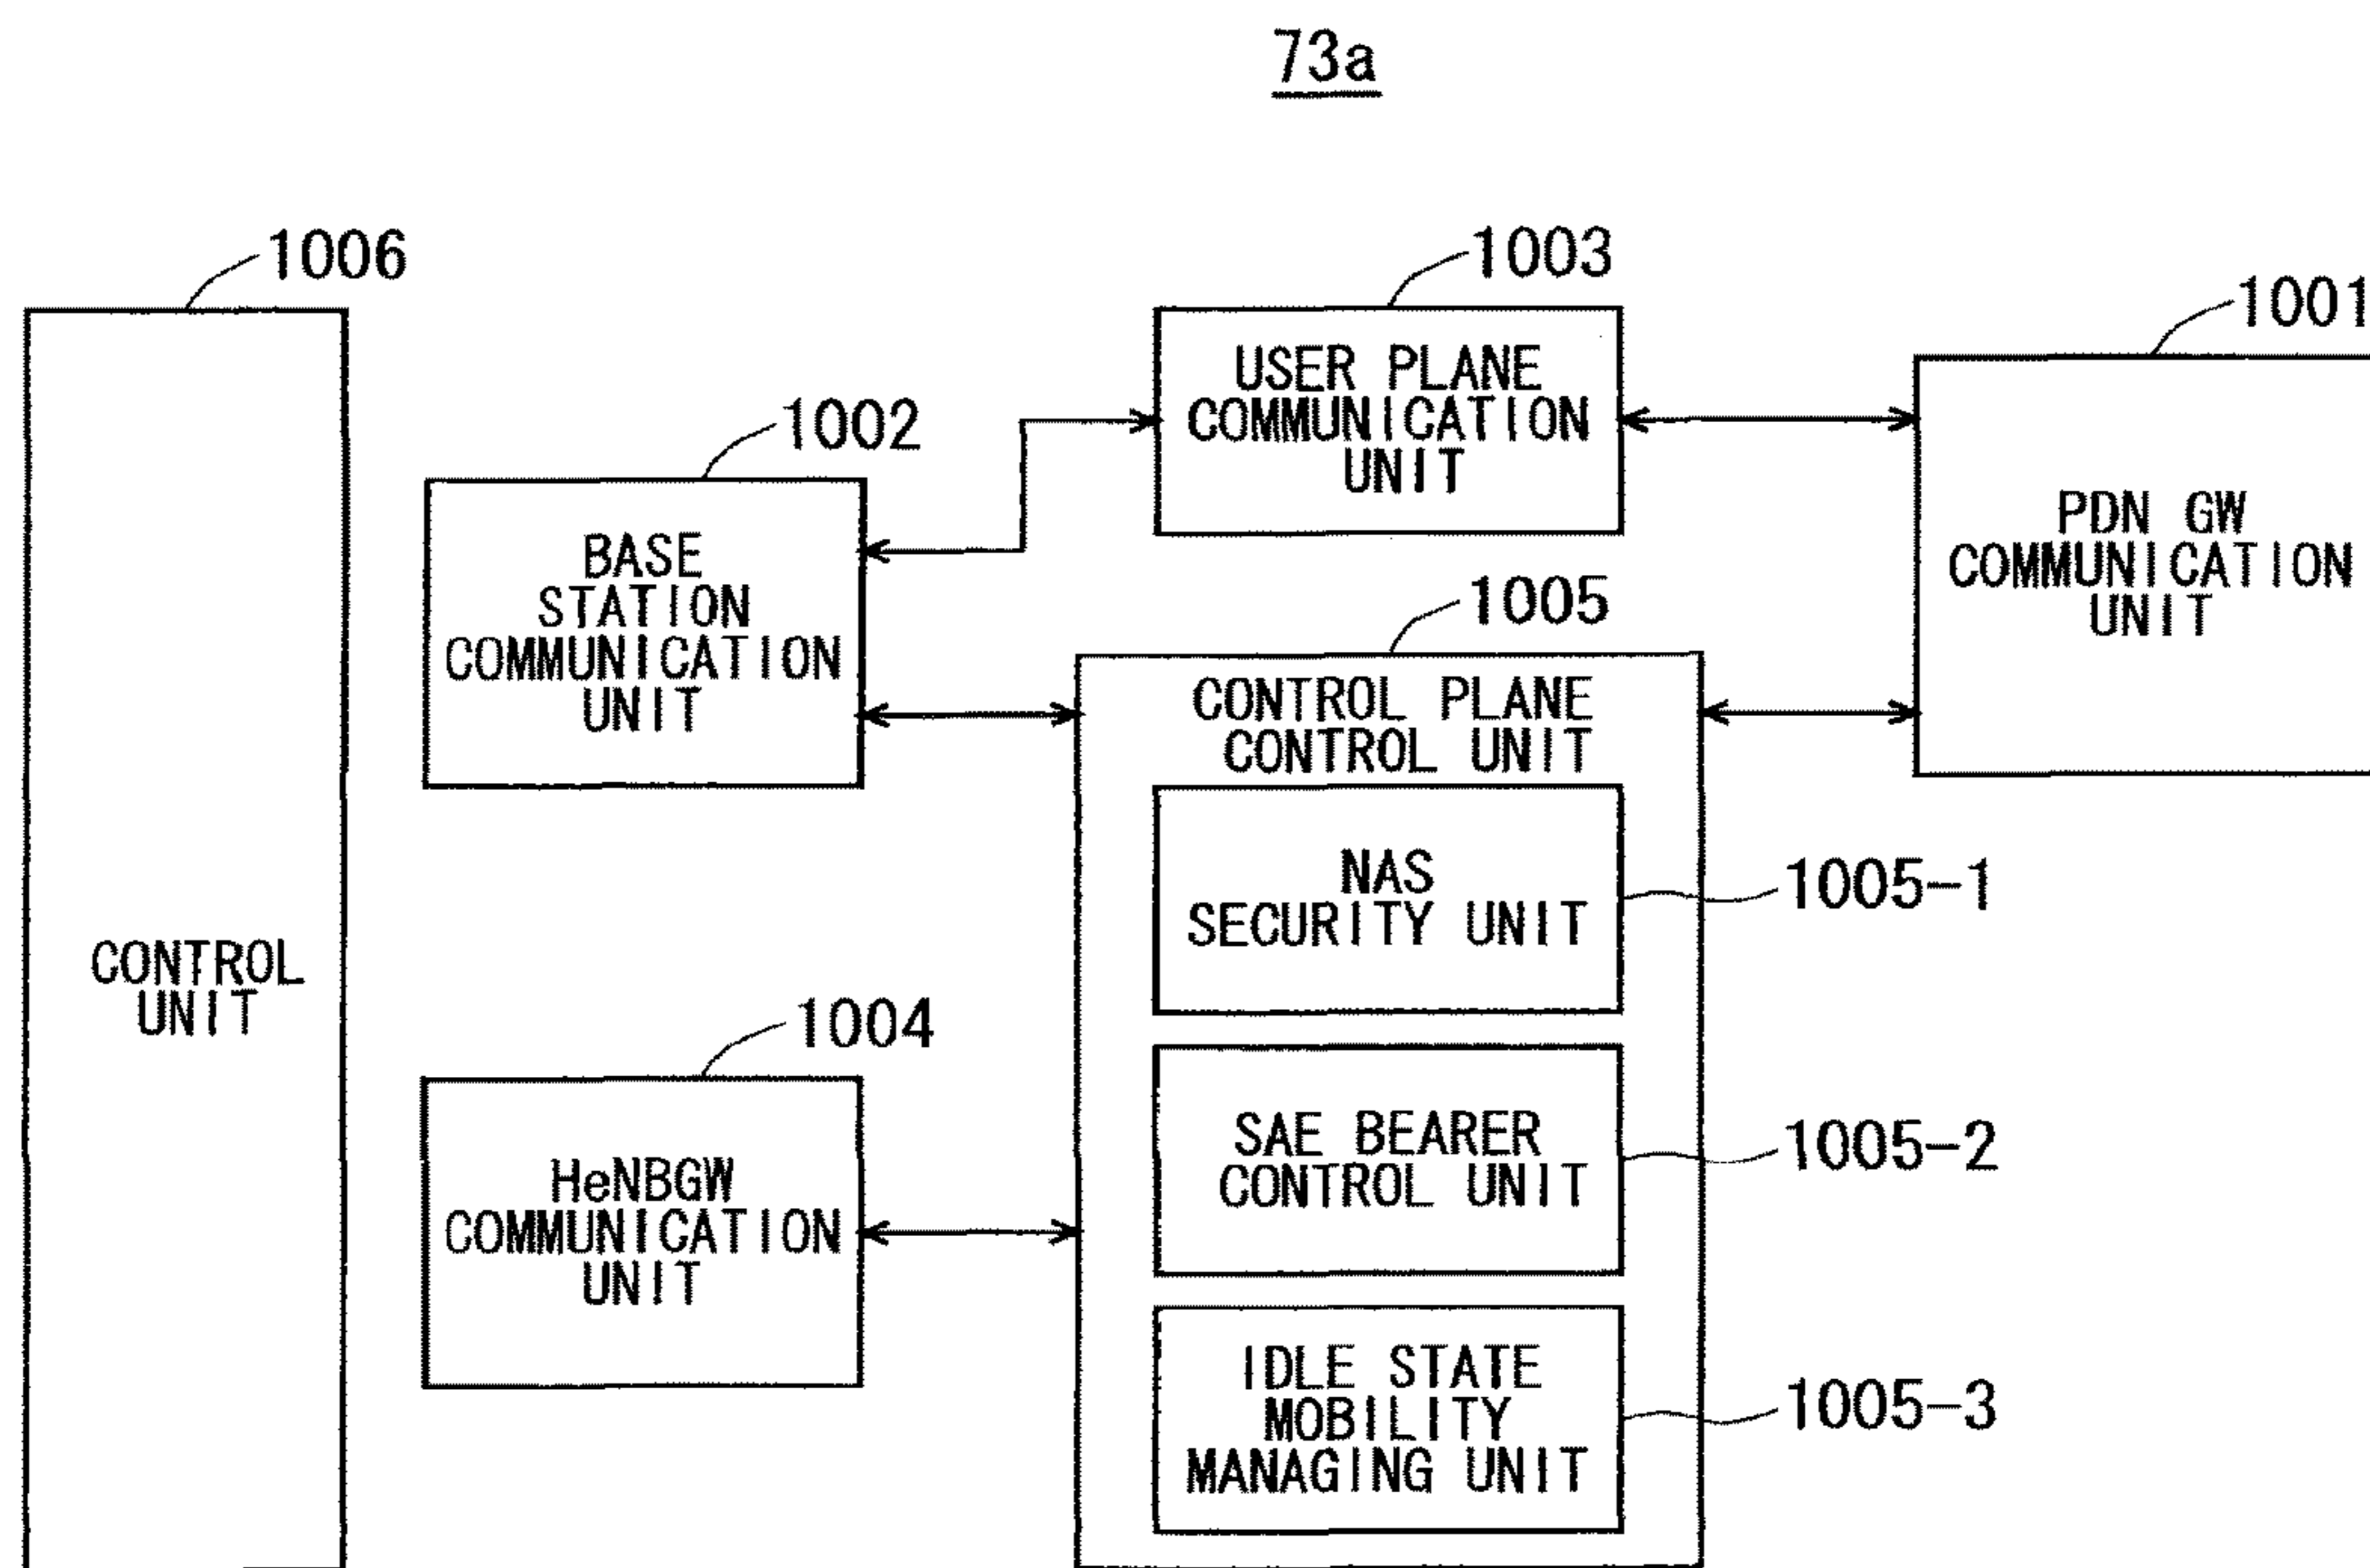 73a
1006
CONTROL
UNIT
1002
BASE
STATION
COMMUNICATION
UNIT
1004
HeNBGW
COMMUNICATION
UNIT
1003
USER PLANE
COMMUNICATION
UNIT
1005
CONTROL PLANE
CONTROL UNIT
NAS
SECURITY UNIT
1005-1
SAE BEARER
CONTROL UNIT
1005-2
IDLE STATE
MOBILITY
MANAGING UNIT
1005-3
1001
PDN GW
COMMUNICATION
UNIT